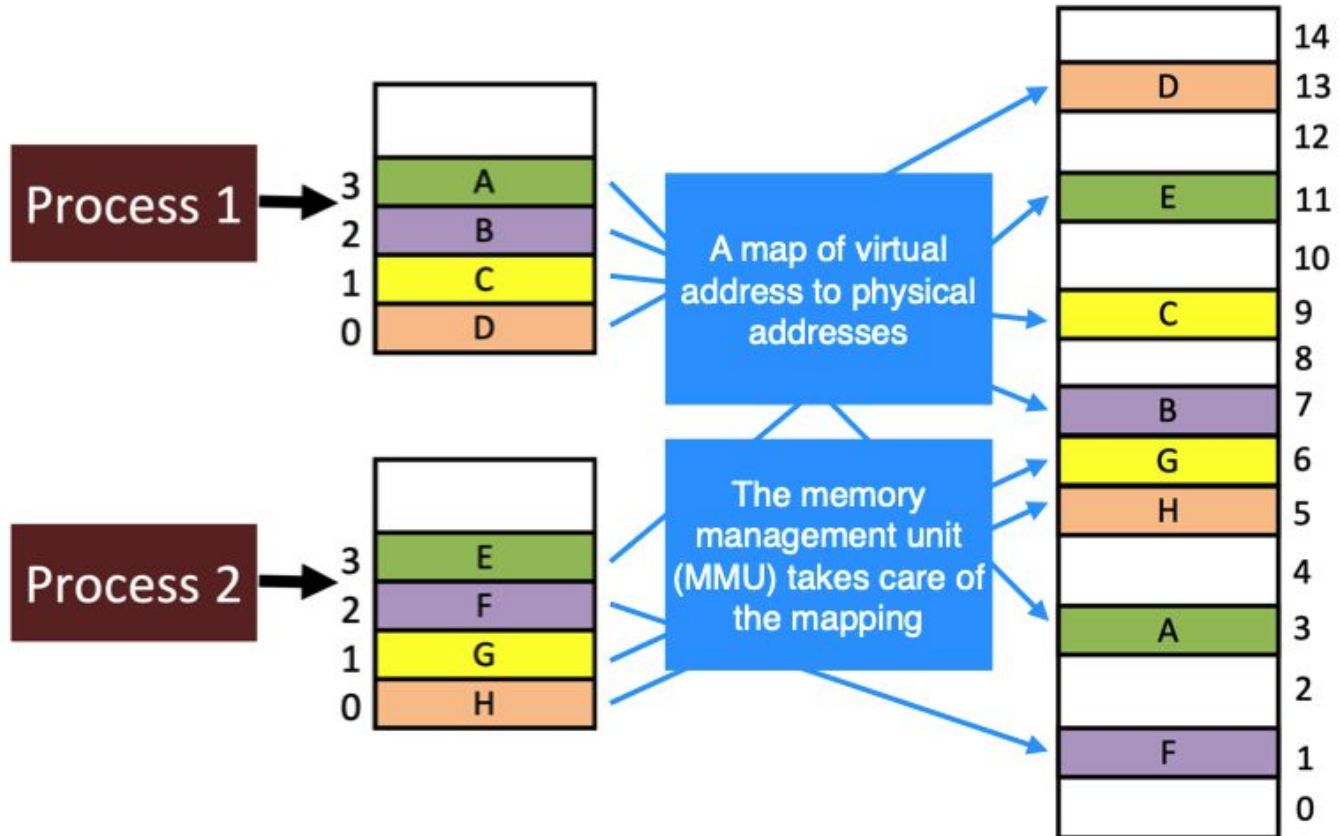 Process 1
3
A
2
B
1
C
0
D
Process 2
3
E
2
F
1
G
0
H
A map of virtual
address to physical
addresses
The memory
management unit
(MMU) takes care of
the mapping
14
D
13
12
E
11
10
C
9
8
B
7
G
6
H
5
4
A
3
2
F
1
0